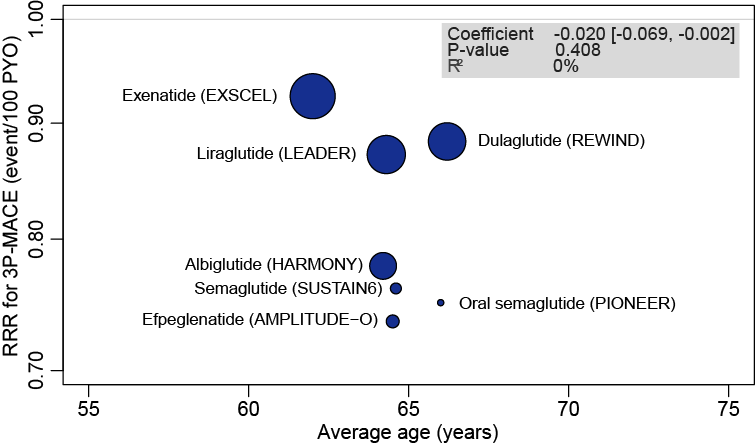 RRR for 3P-MACE (event/100 PYO)
1.00
0.90
0.80
0.70
Coefficient -0.020 [-0.069, -0.002]
P-value 0.408
R² 0%
Exenatide (EXSCEL)
Liraglutide (LEADER)
Dulaglutide (REWIND)
Albiglutide (HARMONY)
Semaglutide (SUSTAIN6)
Oral semaglutide (PIONEER)
Efpeglenatide (AMPLITUDE−O)
55 60 65 70 75
Average age (years)